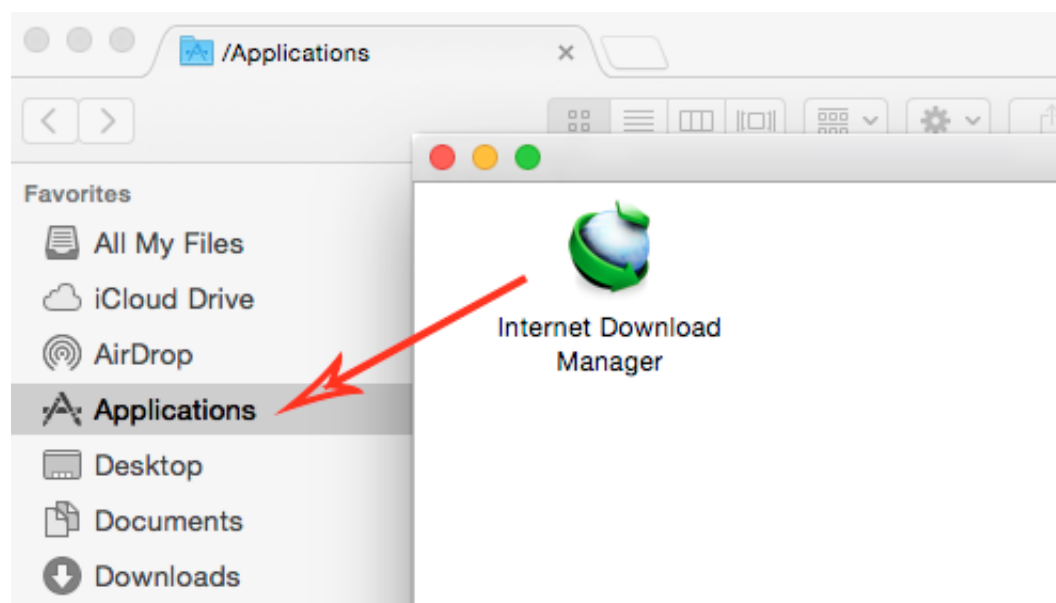 /Applications
Favorites
All My Files
iCloud Drive
AirDrop
Applications
Desktop
Documents
Downloads
Internet Download
Manager